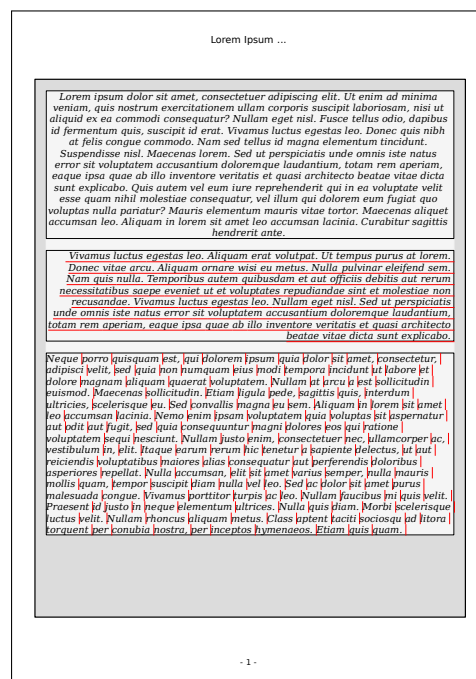 Lorem Ipsum ...
Lorem ipsum dolor sit amet, consectetuer adipiscing elit. Ut enim ad minima
veniam, quis nostrum exercitationem ullam corporis suscipit laboriosam, nisi ut
aliquid ex ea commodi consequatur? Nullam eget nisl. Fusce tellus odio, dapibus
id fermentum quis, suscipit id erat. Vivamus luctus egestas leo. Donec quis nibh
at felis congue commodo. Nam sed tellus id magna elementum tincidunt.
Suspendisse nisl. Maecenas lorem. Sed ut perspiciatis unde omnis iste natus
error sit voluptatem accusantium doloremque laudantium, totam rem aperiam,
eaque ipsa quae ab illo inventore veritatis et quasi architecto beatae vitae dicta
sunt explicabo. Quis autem vel eum iure reprehenderit qui in ea voluptate velit
esse quam nihil molestiae consequatur, vel illum qui dolorem eum fugiat quo
voluptas nulla pariatur? Mauris elementum mauris vitae tortor. Maecenas aliquet
accumsan leo. Aliquam in lorem sit amet leo accumsan lacinia. Curabitur sagittis
hendrerit ante.
Vivamus luctus egestas leo. Aliquam erat volutpat. Ut tempus purus at lorem.
Donec vitae arcu. Aliquam ornare wisi eu metus. Nulla pulvinar eleifend sem.
Nam quis nulla. Temporibus autem quibusdam et aut officiis debitis aut rerum
necessitatibus saepe eveniet ut et voluptates repudiandae sint et molestiae non
recusandae. Vivamus luctus egestas leo. Nullam eget nisl. Sed ut perspiciatis
unde omnis iste natus error sit voluptatem accusantium doloremque laudantium,
totam rem aperiam, eaque ipsa quae ab illo inventore veritatis et quasi architecto
beatae vitae dicta sunt explicabo.
Neque porro quisquam est, qui dolorem ipsum quia dolor sit amet, consectetur,
adipisci velit, sed quia non numquam eius modi tempora incidunt ut labore et
dolore magnam aliquam quaerat voluptatem. Nullam at arcu a est sollicitudin
euismod. Maecenas sollicitudin. Etiam ligula pede, sagittis quis, interdum
ultricies, scelerisque eu. Sed convallis magna eu sem. Aliquam in lorem sit amet
leo accumsan lacinia. Nemo enim ipsam voluptatem quia voluptas sit aspernatur
aut odit aut fugit, sed quia consequuntur magni dolores eos qui ratione
voluptatem sequi nesciunt. Nullam justo enim, consectetuer nec, ullamcorper ac,
vestibulum in, elit. Itaque earum rerum hic tenetur a sapiente delectus, ut aut
reiciendis voluptatibus maiores alias consequatur aut perferendis doloribus
asperiores repellat. Nulla accumsan, elit sit amet varius semper, nulla mauris
mollis quam, tempor suscipit diam nulla vel leo. Sed ac dolor sit amet purus
malesuada congue. Vivamus porttitor turpis ac leo. Nullam faucibus mi quis velit.
Praesent id justo in neque elementum ultrices. Nulla quis diam. Morbi scelerisque
luctus velit. Nullam rhoncus aliquam metus. Class aptent taciti sociosqu ad litora
torquent per conubia nostra, per inceptos hymenaeos. Etiam quis quam.
- 1 -